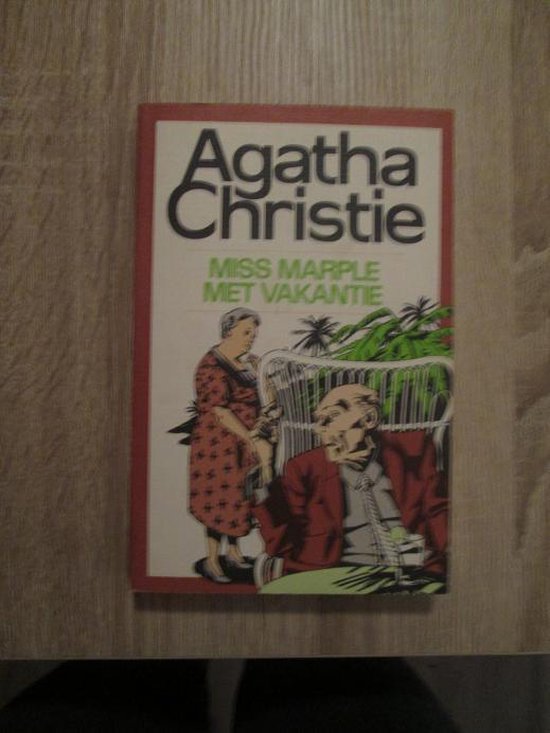 Agatha
Christie
MISS MARPLE
MET VAKANTIE